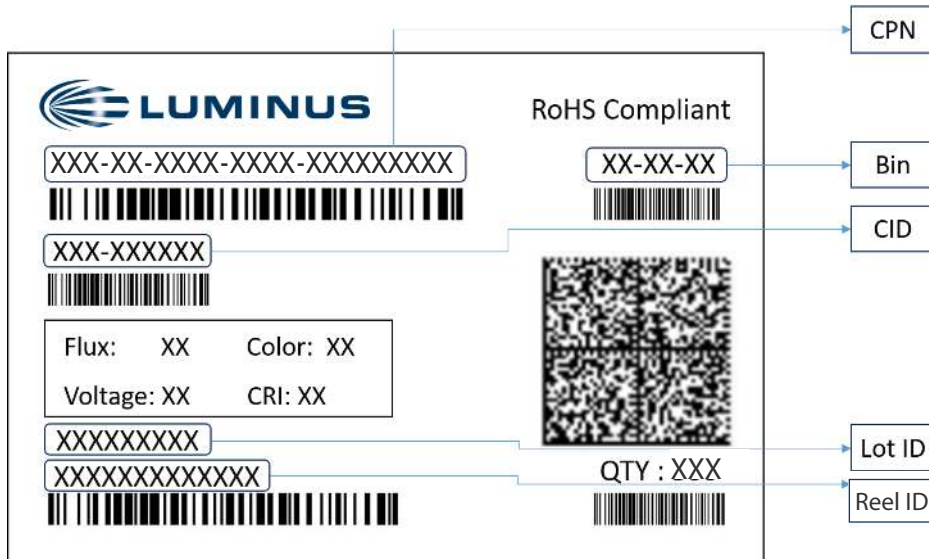 CPN
LUMINUS
RoHS Compliant
XXX-XX-XXXX-XXXX-XXXXXXXXX
XX-XX-XX
Bin
XXX-XXXXXX
CID
Flux: XX Color: XX
Voltage: XX CRI: XX
XXXXXXXXX
Lot ID
XXXXXXXXXXXXX
QTY : XXX
Reel ID